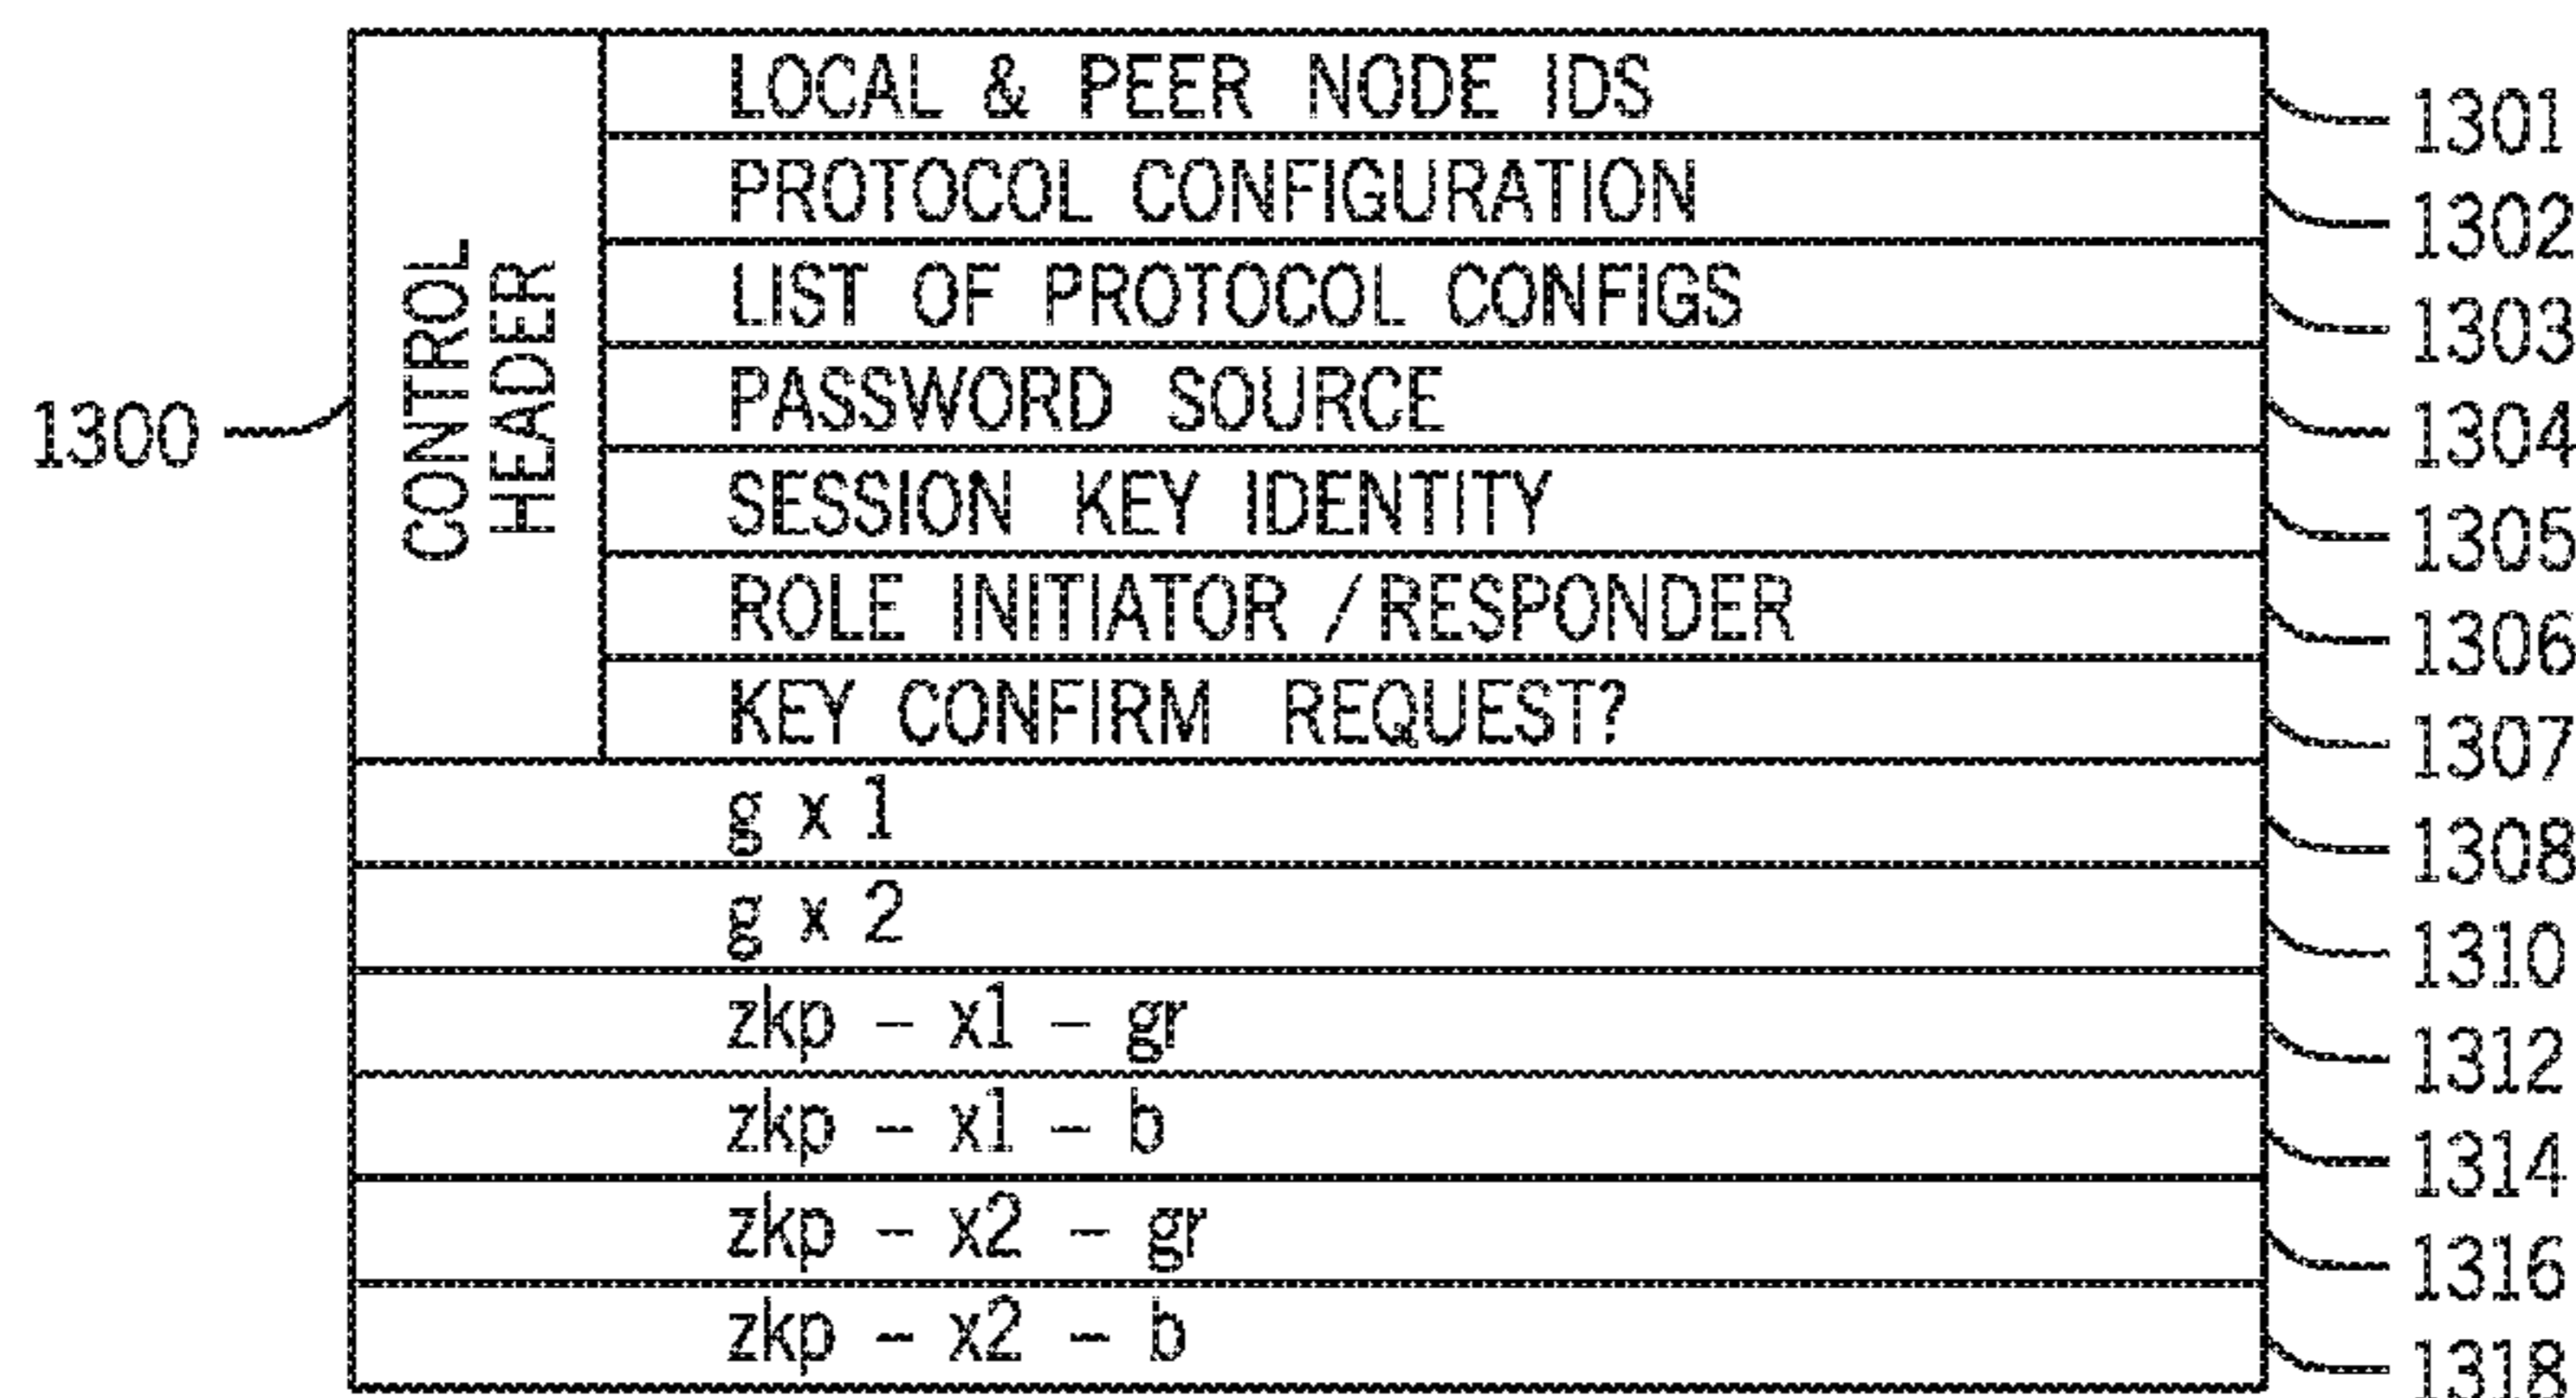 LOCAL & PEER NODE IDS 1301
PROTOCOL CONFIGURATION 1302
LIST OF PROTOCOL CONFIGS 1303
1300 CONTROL HEADER PASSWORD SOURCE 1304
SESSION KEY IDENTITY 1305
ROLE INITIATOR / RESPONDER 1306
KEY CONFIRM REQUEST? 1307
g x 1 1308
g x 2 1310
zkp - x1 - gr 1312
zkp - x1 - b 1314
zkp - x2 - gr 1316
zkp - x2 - b 1318